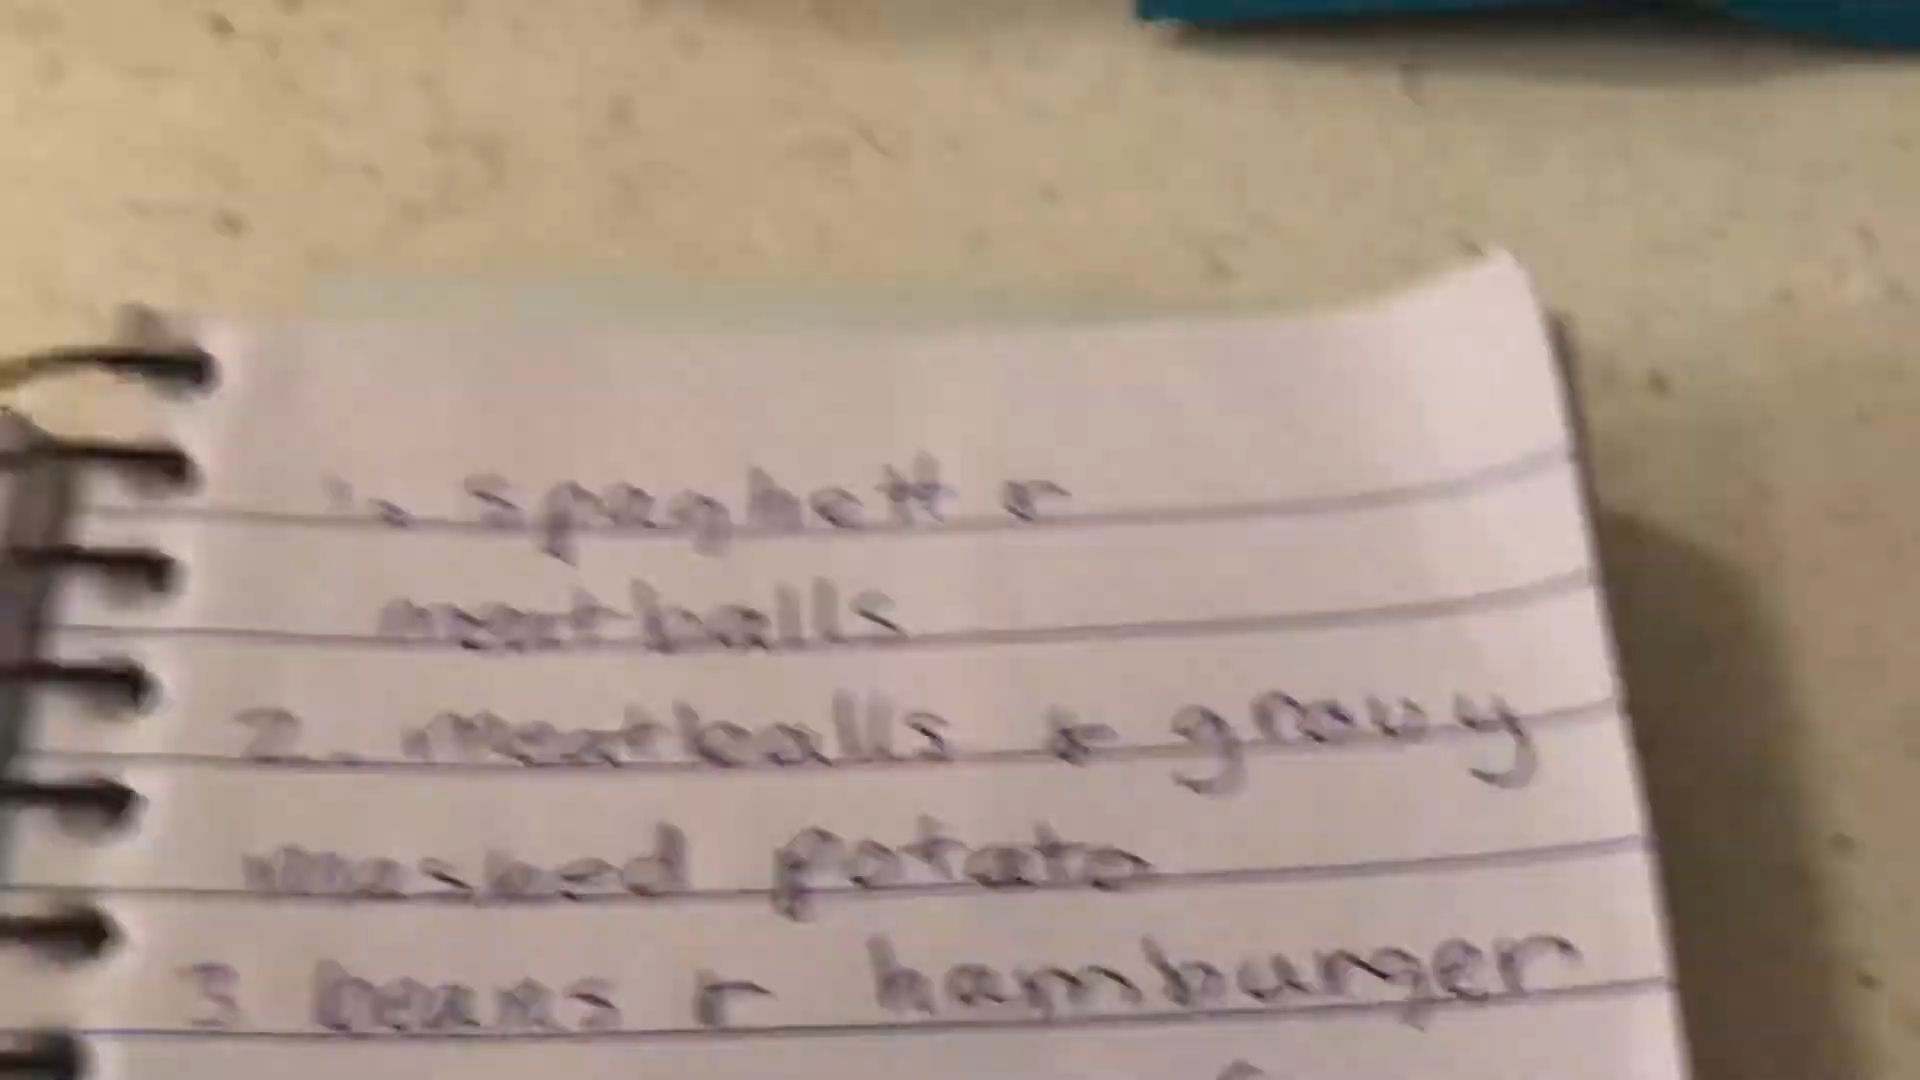 1. Spaghetti &
meatballs
2. Meatballs & gravy
mashed potato
3 beans & hamburger